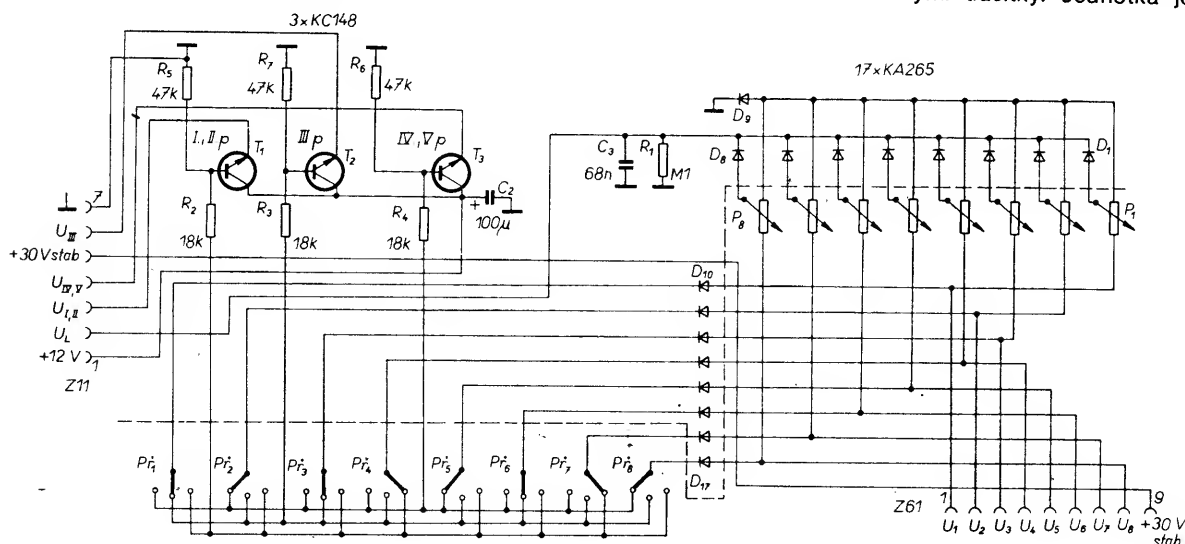 Jednotka je
3×KC148
17×KA265
R5
47k
R7
47k
R6
47k
I, II p
III p
IV, V p
T1
T2
T3
D9
C3
68n
R1
M1
D8
D1
C2
+
100μ
R2
18k
R3
18k
R4
18k
P8
P1
7
UIII
+30 Vstab
UIV,V
UI,II
UL
+12 V
1
Z11
D10
D17
Př1
Př2
Př3
Př4
Př5
Př6
Př7
Př8
Z61
1
9
U1 U2 U3 U4 U5 U6 U7 U8 +30 V
stab